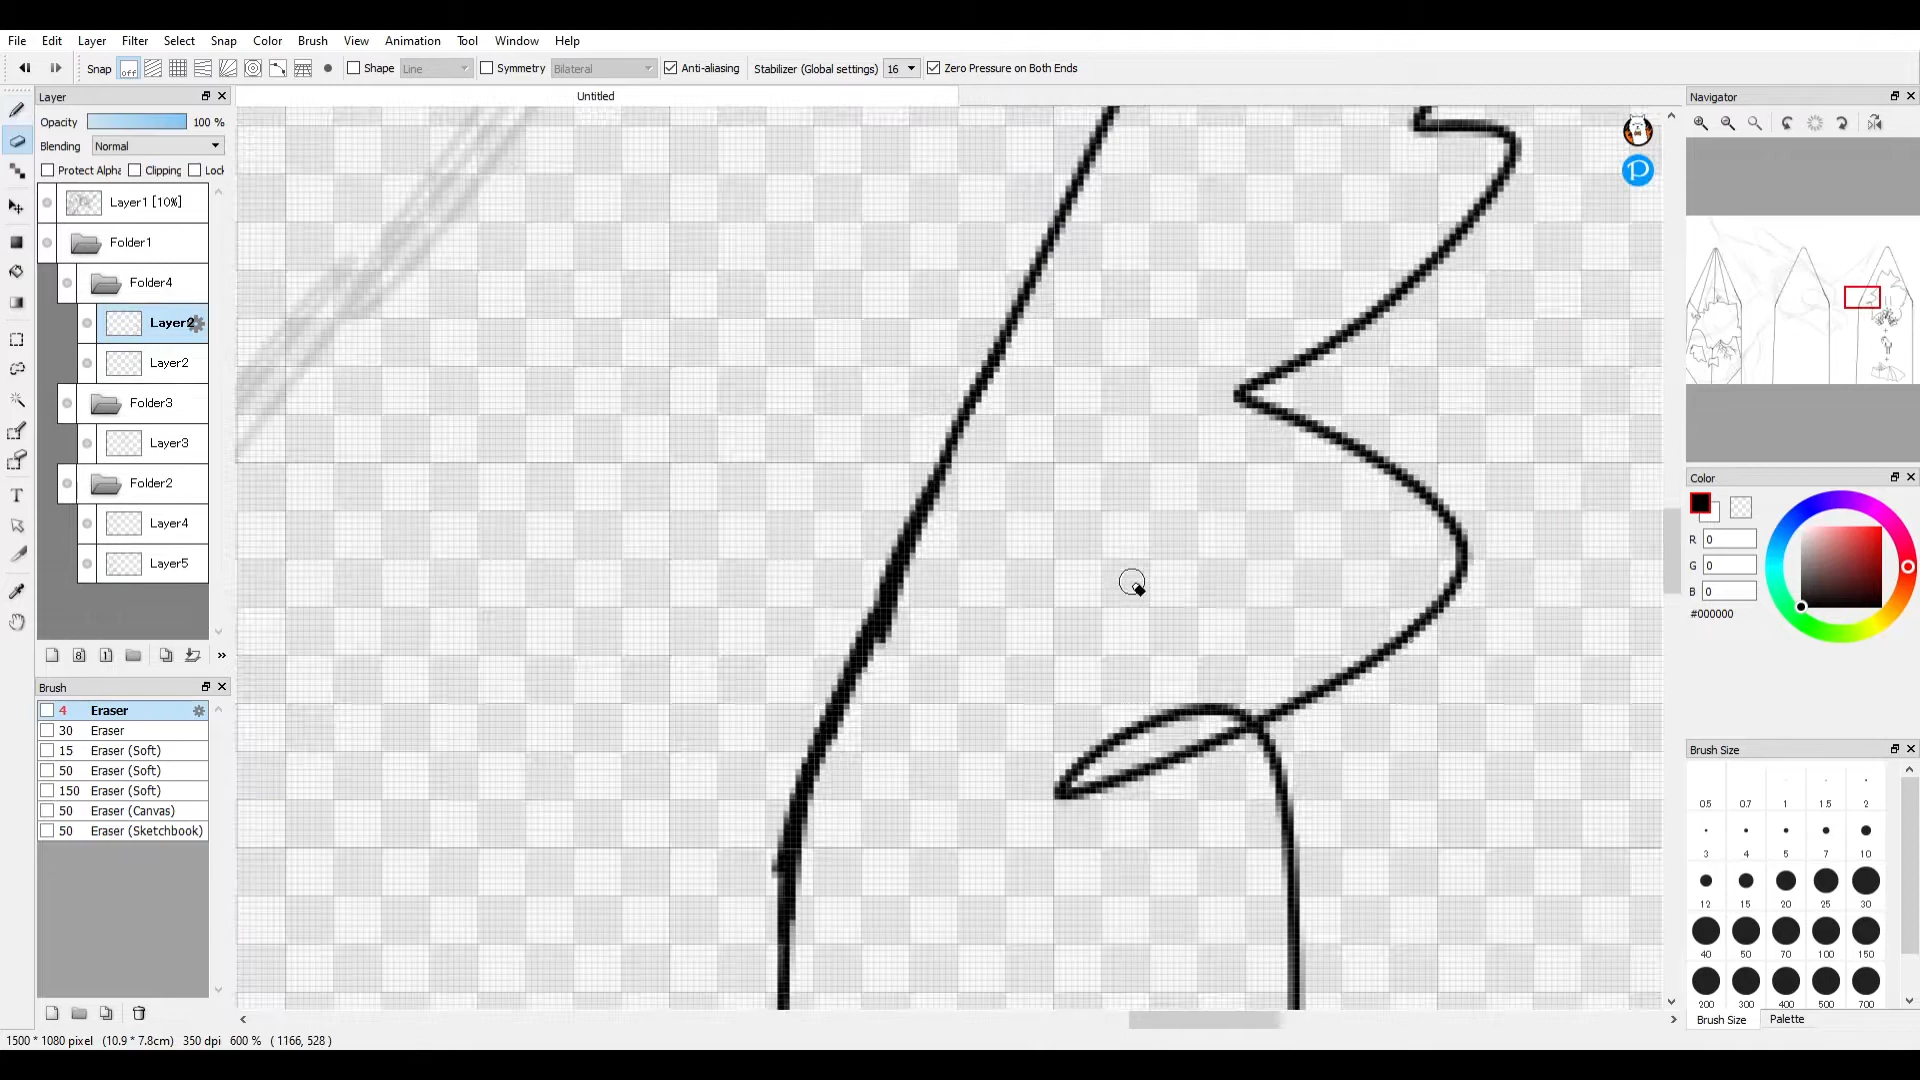 File Edit Layer Filter Select Snap Color Brush View Animation Tool Window Help
Snap off Shape Line Symmetry Bilateral Anti-aliasing Stabilizer (Global settings) 16 Zero Pressure on Both Ends
Layer
Opacity 100 %
Blending Normal
Protect Alpha Clipping Lock
Layer1 [10%]
Folder1
Folder4
Layer2
Layer2
Folder3
Layer3
Folder2
Layer4
Layer5
8 1 »
Brush
4 Eraser
30 Eraser
15 Eraser (Soft)
50 Eraser (Soft)
150 Eraser (Soft)
50 Eraser (Canvas)
50 Eraser (Sketchbook)
1500 * 1080 pixel (10.9 * 7.8cm) 350 dpi 600 % ( 1166, 528 )
Untitled
Navigator
Color
R 0
G 0
B 0
#000000
Brush Size
0.5 0.7 1 1.5 2
3 4 5 7 10
12 15 20 25 30
40 50 70 100 150
200 300 400 500 700
Brush Size Palette